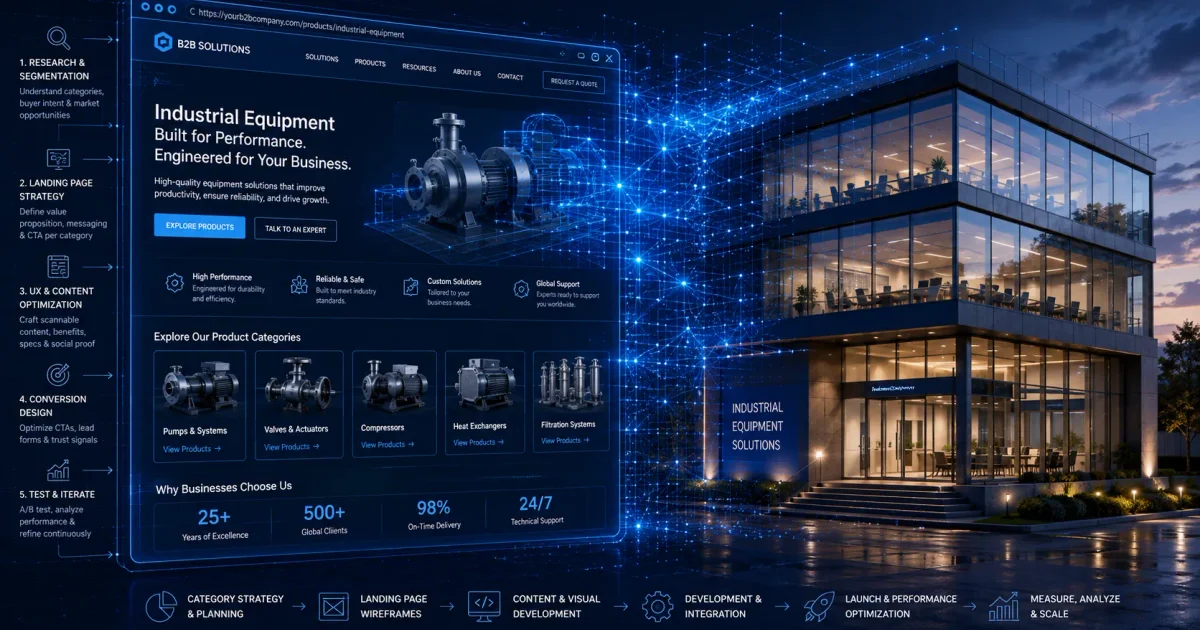 https://yourb2bcompany.com/products/industrial-equipment
B2B SOLUTIONS
SOLUTIONS
PRODUCTS
RESOURCES
ABOUT US
CONTACT
REQUEST A QUOTE
1. RESEARCH &
SEGMENTATION
Understand categories,
buyer intent & market
opportunities
2. LANDING PAGE
STRATEGY
Define value
proposition, messaging
& CTA per category
3. UX & CONTENT
OPTIMIZATION
Craft scannable
content, benefits,
specs & social proof
4. CONVERSION
DESIGN
Optimize CTAs, lead
forms & trust signals
5. TEST & ITERATE
A/B test, analyze
performance &
refine continuously
Industrial Equipment
Built for Performance.
Engineered for Your Business.
High-quality equipment solutions that improve
productivity, ensure reliability, and drive growth.
EXPLORE PRODUCTS
TALK TO AN EXPERT
High Performance
Engineered for durability
and efficiency.
Reliable & Safe
Built to meet industry
standards.
Custom Solutions
Tailored to your
business needs.
Global Support
Experts ready to support
you worldwide.
Explore Our Product Categories
Pumps & Systems
View Products →
Valves & Actuators
View Products →
Compressors
View Products →
Heat Exchangers
View Products →
Filtration Systems
View Products →
Why Businesses Choose Us
25+
Years of Excellence
500+
Global Clients
98%
On-Time Delivery
24/7
Technical Support
INDUSTRIAL
EQUIPMENT
SOLUTIONS
CATEGORY STRATEGY
& PLANNING
LANDING PAGE
WIREFRAMES
CONTENT & VISUAL
DEVELOPMENT
DEVELOPMENT &
INTEGRATION
LAUNCH & PERFORMANCE
OPTIMIZATION
MEASURE, ANALYZE
& SCALE